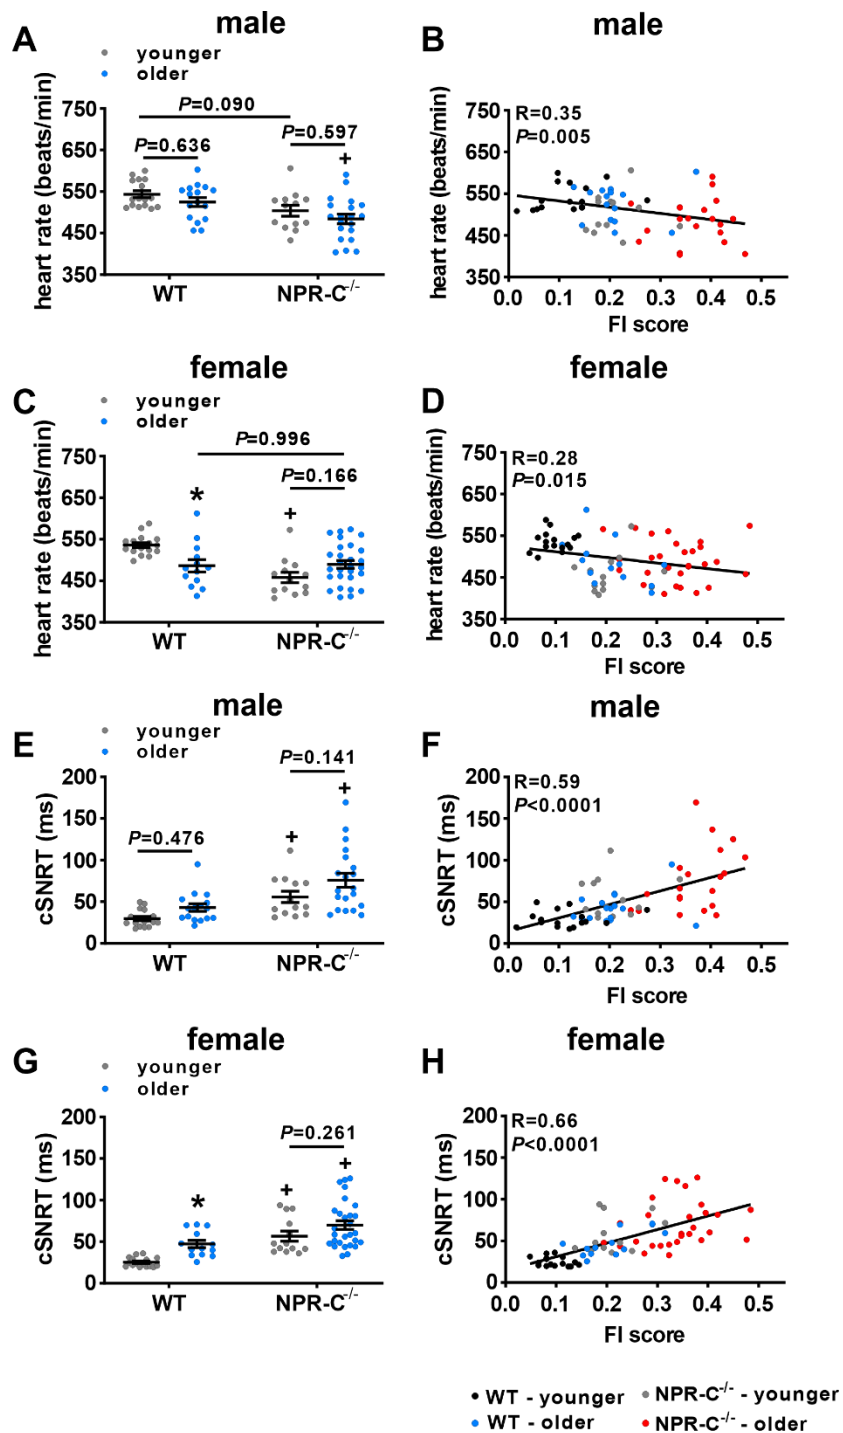 male
A
younger
older
P=0.090
P=0.636
P=0.597
+
heart rate (beats/min)
750
650
550
450
350
WT
NPR-C-/-
male
B
R=0.35
P=0.005
heart rate (beats/min)
750
650
550
450
350
0.0 0.1 0.2 0.3 0.4 0.5
FI score
female
C
younger
older
P=0.996
P=0.166
*
+
heart rate (beats/min)
750
650
550
450
350
WT
NPR-C-/-
female
D
R=0.28
P=0.015
heart rate (beats/min)
750
650
550
450
350
0.0 0.1 0.2 0.3 0.4 0.5
FI score
male
E
younger
older
P=0.141
P=0.476
+
+
cSNRT (ms)
200
150
100
50
0
WT
NPR-C-/-
male
F
R=0.59
P<0.0001
cSNRT (ms)
200
150
100
50
0
0.0 0.1 0.2 0.3 0.4 0.5
FI score
female
G
younger
older
P=0.261
*
+
+
cSNRT (ms)
200
150
100
50
0
WT
NPR-C-/-
female
H
R=0.66
P<0.0001
cSNRT (ms)
200
150
100
50
0
0.0 0.1 0.2 0.3 0.4 0.5
FI score
WT - younger
NPR-C-/- - younger
WT - older
NPR-C-/- - older